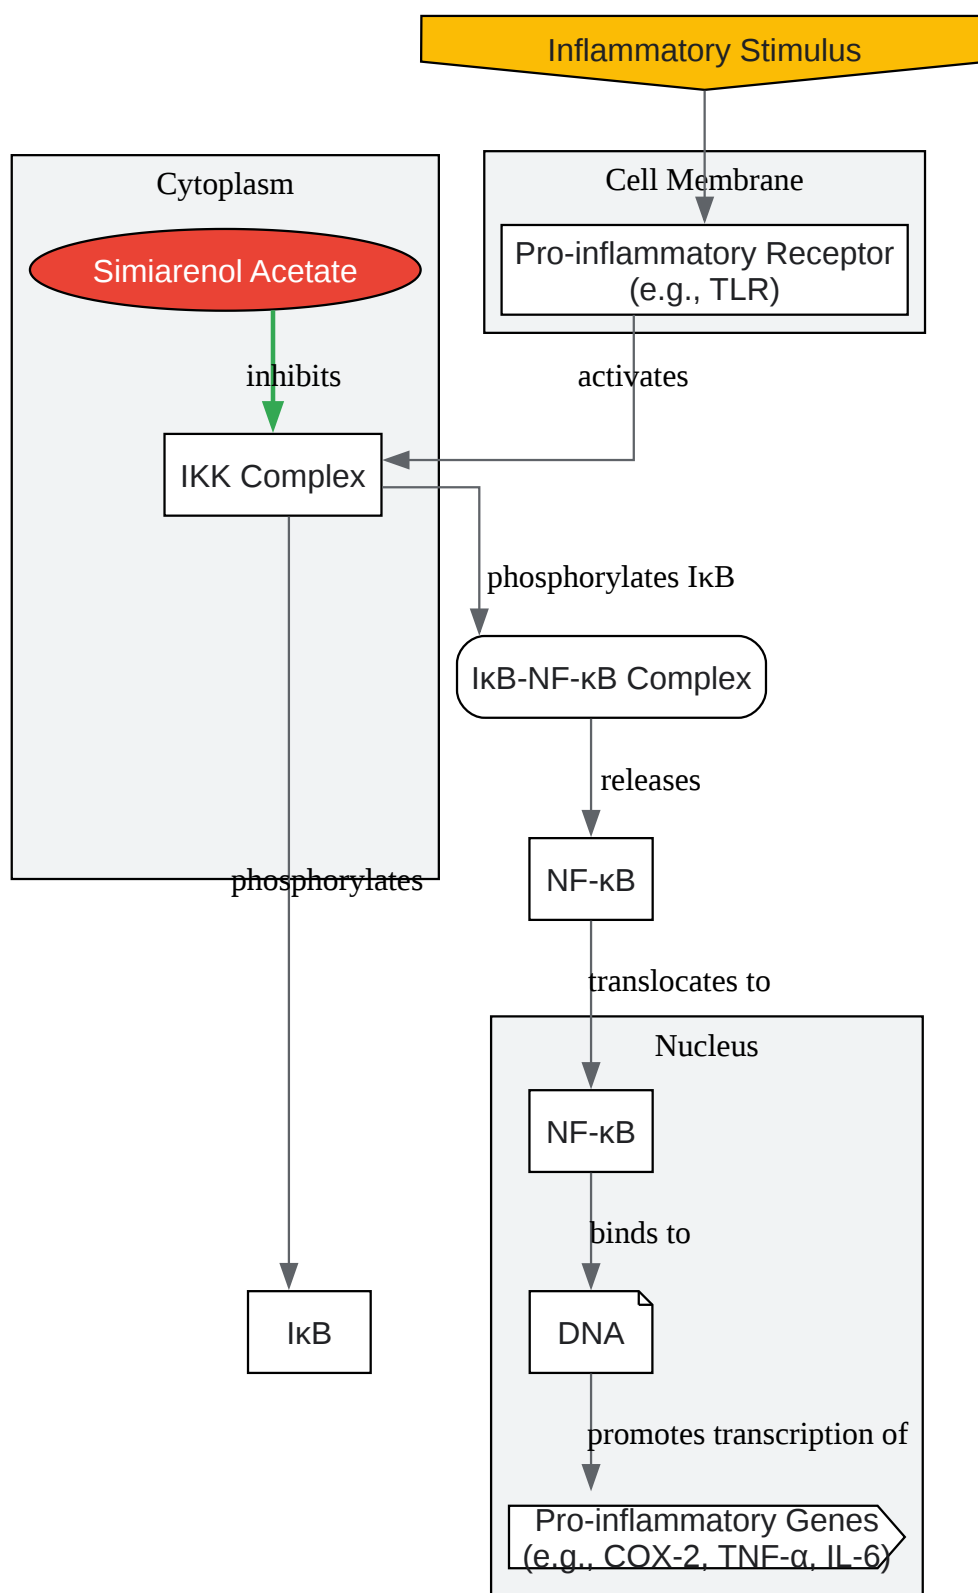 Inflammatory Stimulus
Cytoplasm
Cell Membrane
Simiarenol Acetate
Pro-inflammatory Receptor
(e.g., TLR)
inhibits
activates
IKK Complex
phosphorylates IκB
IκB-NF-κB Complex
releases
phosphorylates
NF-κB
translocates to
Nucleus
NF-κB
binds to
IκB
DNA
promotes transcription of
Pro-inflammatory Genes
(e.g., COX-2, TNF-α, IL-6)